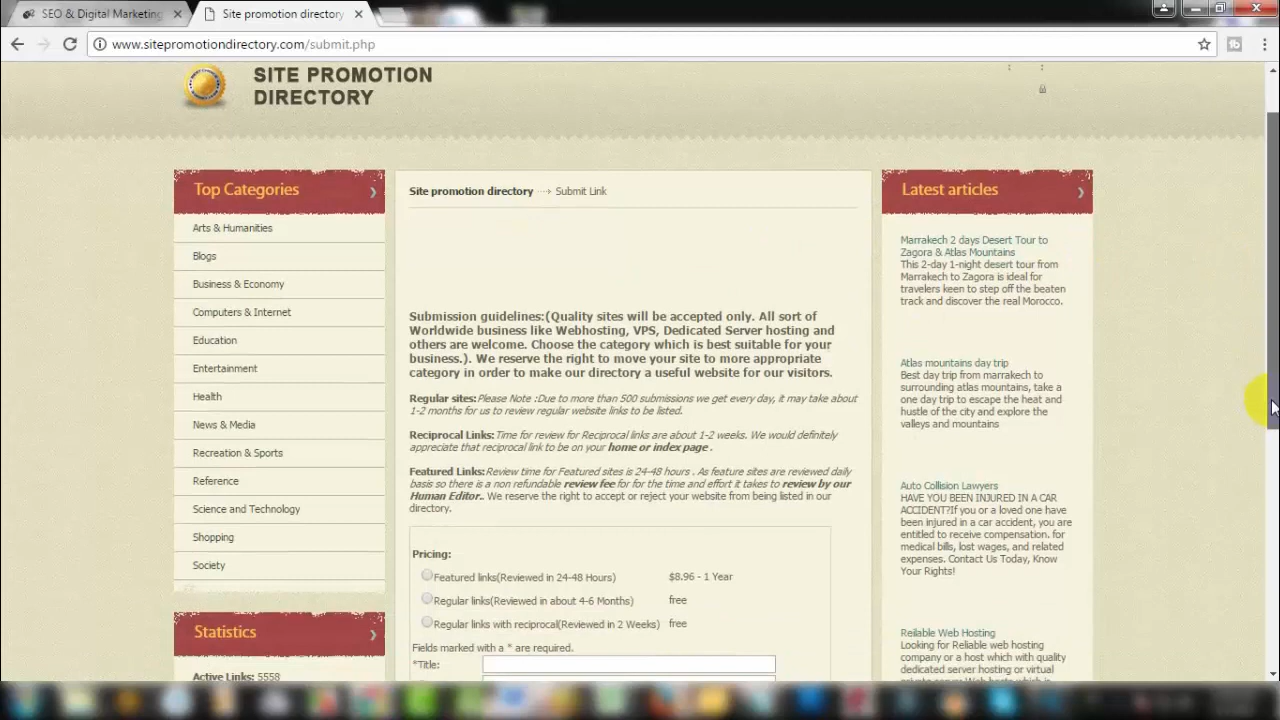 SEO & Digital Marketing
Site promotion directory
www.sitepromotiondirectory.com/submit.php
SITE PROMOTION
DIRECTORY
Top Categories
Arts & Humanities
Blogs
Business & Economy
Computers & Internet
Education
Entertainment
Health
News & Media
Recreation & Sports
Reference
Science and Technology
Shopping
Society
Statistics
Active Links: 5558
Site promotion directory Submit Link
Submission guidelines:(Quality sites will be accepted only. All sort of
Worldwide business like Webhosting, VPS, Dedicated Server hosting and
others are welcome. Choose the category which is best suitable for your
business.). We reserve the right to move your site to more appropriate
category in order to make our directory a useful website for our visitors.
Regular sites:Please Note :Due to more than 500 submissions we get every day, it may take about
1-2 months for us to review regular website links to be listed.
Reciprocal Links:Time for review for Reciprocal links are about 1-2 weeks. We would definitely
appreciate that reciprocal link to be on your home or index page .
Featured Links:Review time for Featured sites is 24-48 hours . As feature sites are reviewed daily
basis so there is a non refundable review fee for for the time and effort it takes to review by our
Human Editor.. We reserve the right to accept or reject your website from being listed in our
directory.
Pricing:
Featured links(Reviewed in 24-48 Hours) $8.96 - 1 Year
Regular links(Reviewed in about 4-6 Months) free
Regular links with reciprocal(Reviewed in 2 Weeks) free
Fields marked with a * are required.
*Title:
Latest articles
Marrakech 2 days Desert Tour to
Zagora & Atlas Mountains
This 2-day 1-night desert tour from
Marrakech to Zagora is ideal for
travelers keen to step off the beaten
track and discover the real Morocco.
Atlas mountains day trip
Best day trip from marrakech to
surrounding atlas mountains, take a
one day trip to escape the heat and
hustle of the city and explore the
valleys and mountains
Auto Collision Lawyers
HAVE YOU BEEN INJURED IN A CAR
ACCIDENT?If you or a loved one have
been injured in a car accident, you are
entitled to receive compensation. for
medical bills, lost wages, and related
expenses. Contact Us Today, Know
Your Rights!
Reilable Web Hosting
Looking for Reliable web hosting
company or a host which with quality
dedicated server hosting or virtual